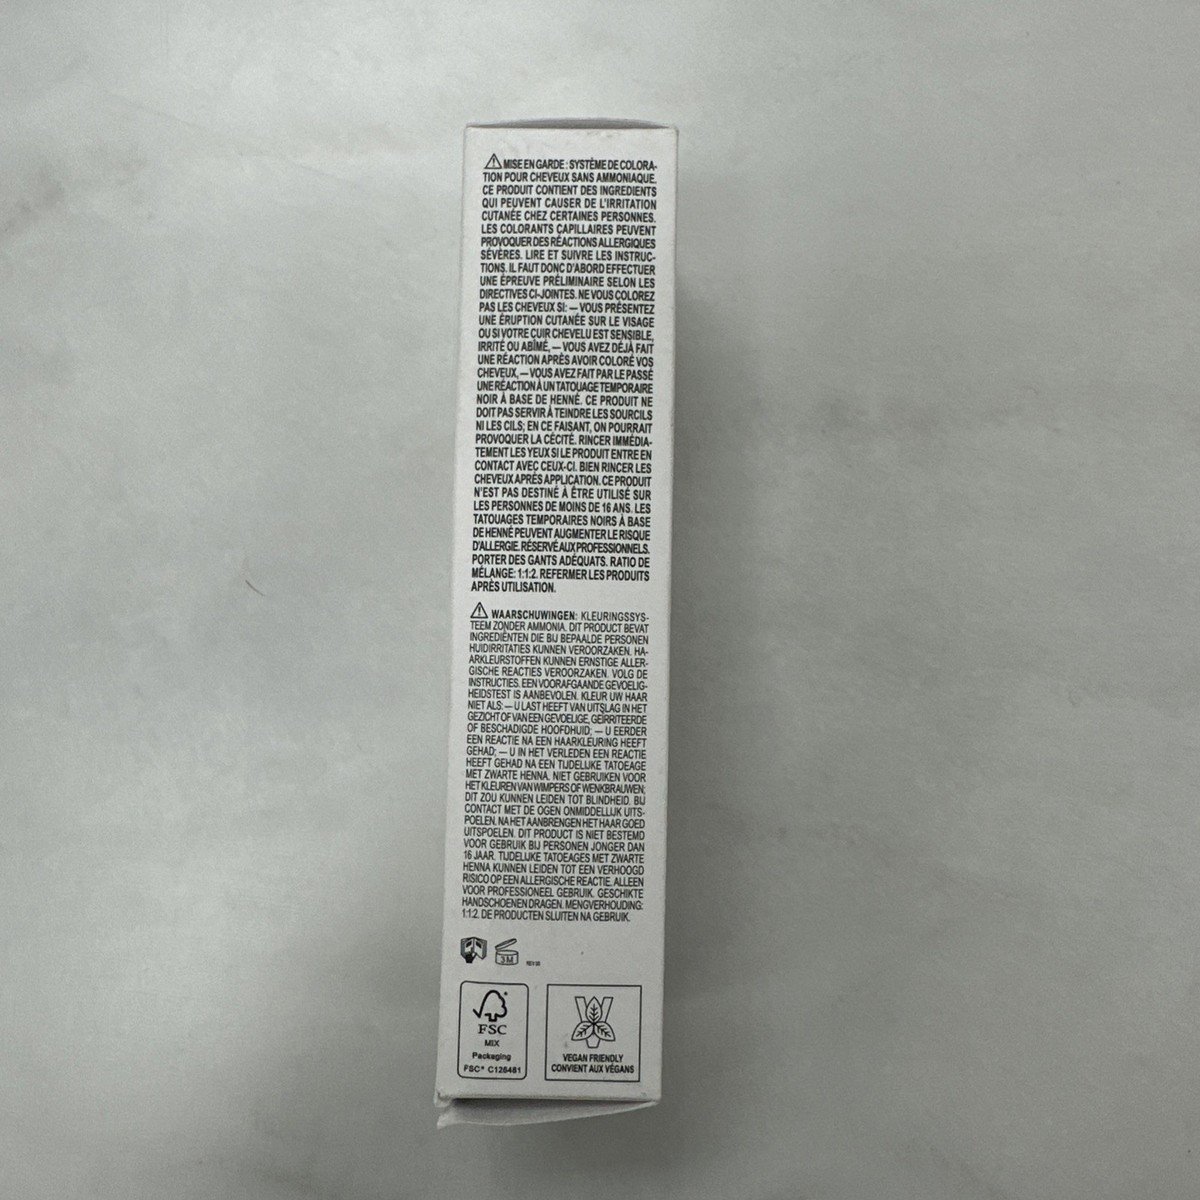 MISE EN GARDE : SYSTÈME DE COLORA-
TION POUR CHEVEUX SANS AMMONIAQUE.
CE PRODUIT CONTIENT DES INGREDIENTS
QUI PEUVENT CAUSER DE L'IRRITATION
CUTANÉE CHEZ CERTAINES PERSONNES.
LES COLORANTS CAPILLAIRES PEUVENT
PROVOQUER DES RÉACTIONS ALLERGIQUES
SÉVÈRES. LIRE ET SUIVRE LES INSTRUC-
TIONS. IL FAUT DONC D'ABORD EFFECTUER
UNE ÉPREUVE PRÉLIMINAIRE SELON LES
DIRECTIVES CI-JOINTES. NE VOUS COLOREZ
PAS LES CHEVEUX SI: — VOUS PRÉSENTEZ
UNE ÉRUPTION CUTANÉE SUR LE VISAGE
OU SI VOTRE CUIR CHEVELU EST SENSIBLE,
IRRITÉ OU ABÎMÉ, — VOUS AVEZ DÉJÀ FAIT
UNE RÉACTION APRÈS AVOIR COLORÉ VOS
CHEVEUX, — VOUS AVEZ FAIT PAR LE PASSÉ
UNE RÉACTION À UN TATOUAGE TEMPORAIRE
NOIR À BASE DE HENNÉ. CE PRODUIT NE
DOIT PAS SERVIR À TEINDRE LES SOURCILS
NI LES CILS; EN CE FAISANT, ON POURRAIT
PROVOQUER LA CÉCITÉ. RINCER IMMÉDIA-
TEMENT LES YEUX SI LE PRODUIT ENTRE EN
CONTACT AVEC CEUX-CI. BIEN RINCER LES
CHEVEUX APRÈS APPLICATION. CE PRODUIT
N'EST PAS DESTINÉ À ÊTRE UTILISÉ SUR
LES PERSONNES DE MOINS DE 16 ANS. LES
TATOUAGES TEMPORAIRES NOIRS À BASE
DE HENNÉ PEUVENT AUGMENTER LE RISQUE
D'ALLERGIE. RÉSERVÉ AUX PROFESSIONNELS.
PORTER DES GANTS ADÉQUATS. RATIO DE
MÉLANGE: 1:1:2. REFERMER LES PRODUITS
APRÈS UTILISATION.
WAARSCHUWINGEN: KLEURINGSSYS-
TEEM ZONDER AMMONIA. DIT PRODUCT BEVAT
INGREDIËNTEN DIE BIJ BEPAALDE PERSONEN
HUIDIRRITATIES KUNNEN VEROORZAKEN. HA-
ARKLEURSTOFFEN KUNNEN ERNSTIGE ALLER-
GISCHE REACTIES VEROORZAKEN. VOLG DE
INSTRUCTIES. EEN VOORAFGAANDE GEVOELIG-
HEIDSTEST IS AANBEVOLEN. KLEUR UW HAAR
NIET ALS: — U LAST HEEFT VAN UITSLAG IN HET
GEZICHT OF VAN EEN GEVOELIGE, GEÏRRITEERDE
OF BESCHADIGDE HOOFDHUID; — U EERDER
EEN REACTIE NA EEN HAARKLEURING HEEFT
GEHAD; — U IN HET VERLEDEN EEN REACTIE
HEEFT GEHAD NA EEN TIJDELIJKE TATOEAGE
MET ZWARTE HENNA. NIET GEBRUIKEN VOOR
HET KLEUREN VAN WIMPERS OF WENKBRAUWEN;
DIT ZOU KUNNEN LEIDEN TOT BLINDHEID. BIJ
CONTACT MET DE OGEN ONMIDDELLIJK UITS-
POELEN. NA HET AANBRENGEN HET HAAR GOED
UITSPOELEN. DIT PRODUCT IS NIET BESTEMD
VOOR GEBRUIK BIJ PERSONEN JONGER DAN
16 JAAR. TIJDELIJKE TATOEAGES MET ZWARTE
HENNA KUNNEN LEIDEN TOT EEN VERHOOGD
RISICO OP EEN ALLERGISCHE REACTIE. ALLEEN
VOOR PROFESSIONEEL GEBRUIK. GESCHIKTE
HANDSCHOENEN DRAGEN. MENGVERHOUDING:
1:1:2. DE PRODUCTEN SLUITEN NA GEBRUIK.
3M
FSC
MIX
Packaging
FSC® C128481
VEGAN FRIENDLY
CONVIENT AUX VÉGANS